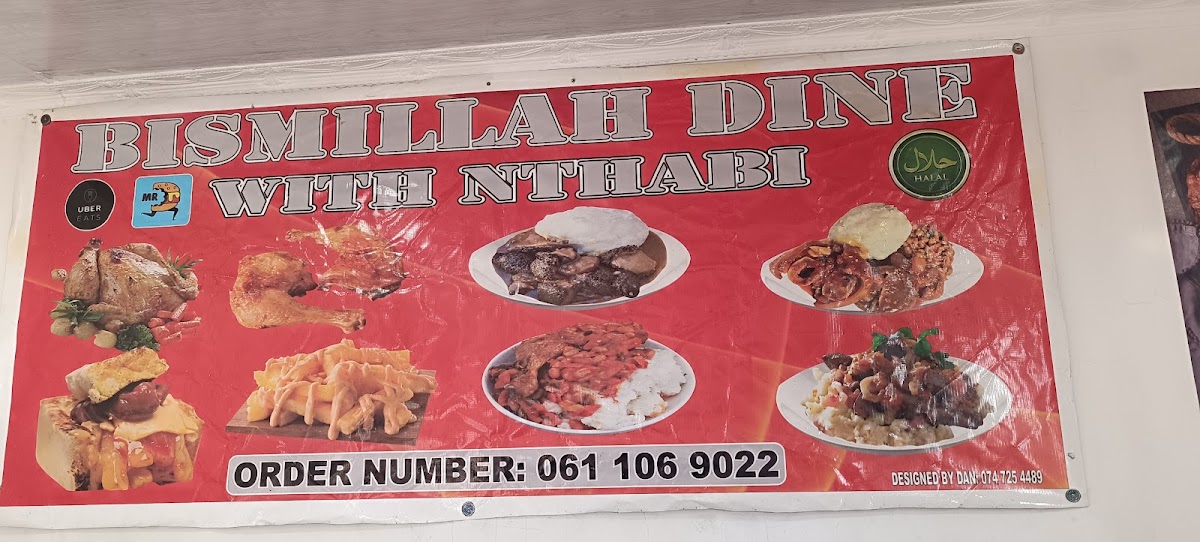 BISMILLAH DINE
WITH NTHABI
UBER
EATS
MR
حلال
HALAL
ORDER NUMBER: 061 106 9022
DESIGNED BY DAN: 074 725 4489